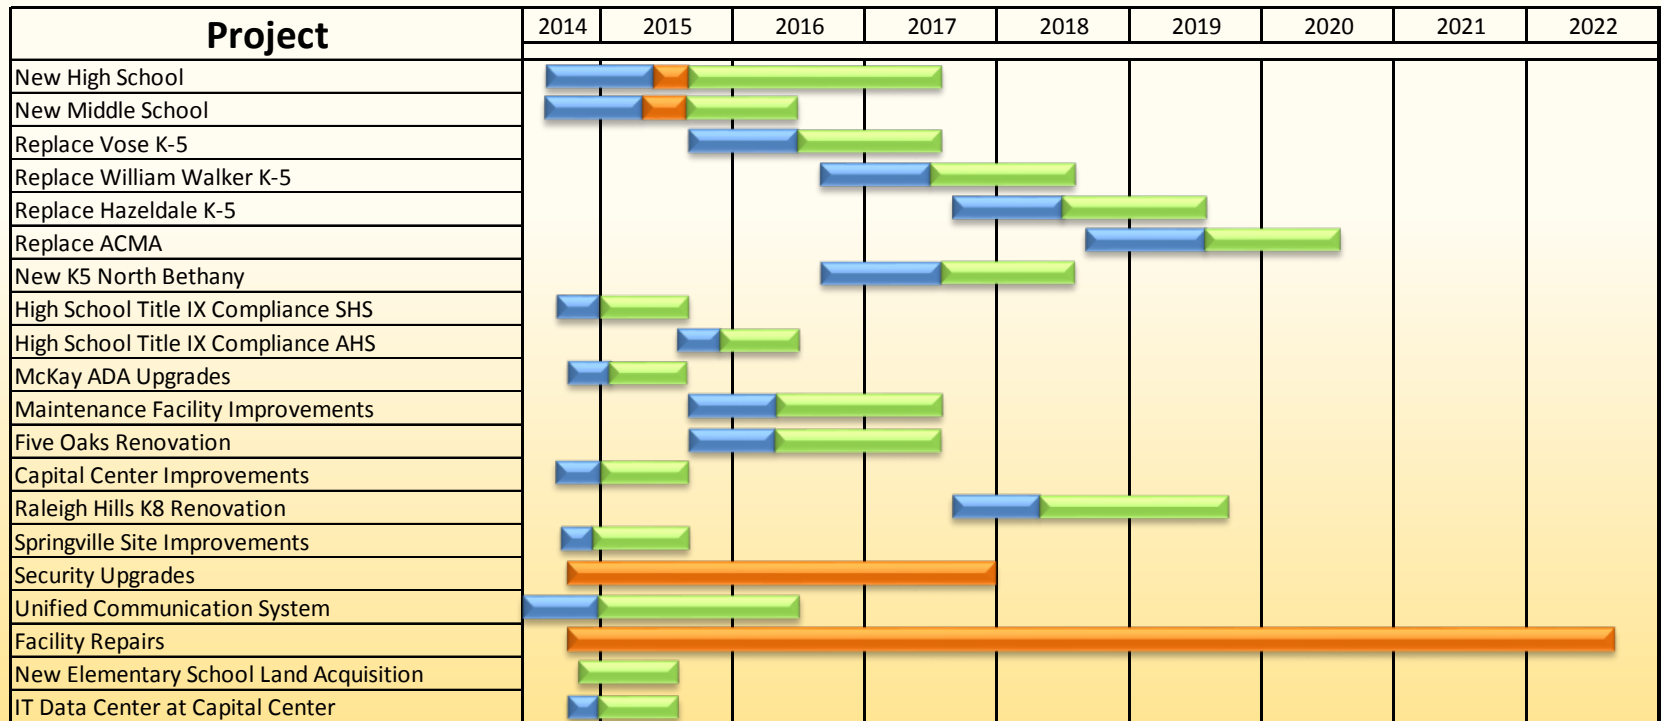 Project 2014 2015 2016 2017 2018 2019 2020 2021 2022
New High School
New Middle School
Replace Vose K-5
Replace William Walker K-5
Replace Hazeldale K-5
Replace ACMA
New K5 North Bethany
High School Title IX Compliance SHS
High School Title IX Compliance AHS
McKay ADA Upgrades
Maintenance Facility Improvements
Five Oaks Renovation
Capital Center Improvements
Raleigh Hills K8 Renovation
Springville Site Improvements
Security Upgrades
Unified Communication System
Facility Repairs
New Elementary School Land Acquisition
IT Data Center at Capital Center